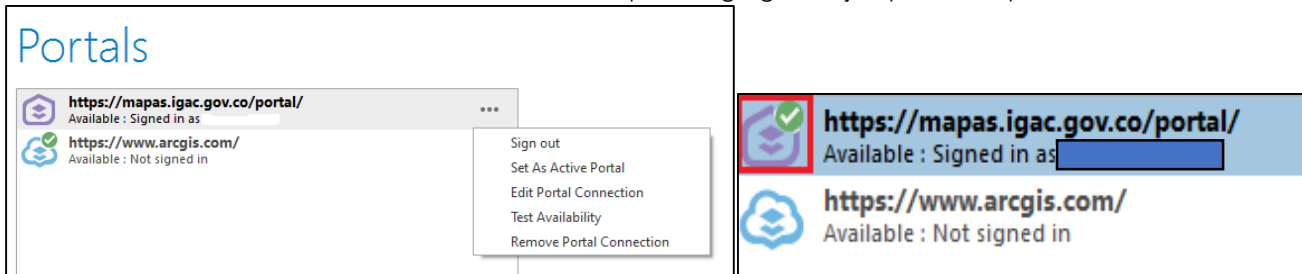 Portals
https://mapas.igac.gov.co/portal/
Available : Signed in as
https://www.arcgis.com/
Available : Not signed in
Sign out
Set As Active Portal
Edit Portal Connection
Test Availability
Remove Portal Connection
https://mapas.igac.gov.co/portal/
Available : Signed in as
https://www.arcgis.com/
Available : Not signed in